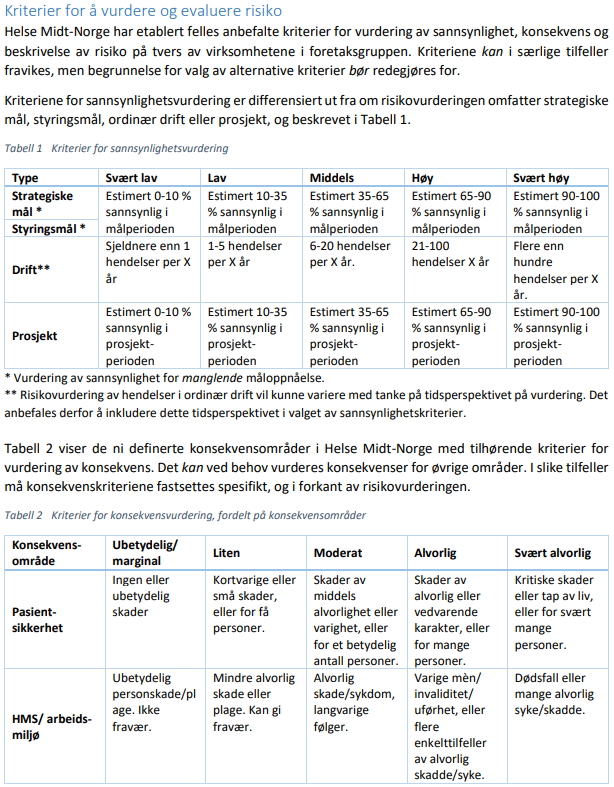 Kriterier for å vurdere og evaluere risiko
Helse Midt-Norge har etablert felles anbefalte kriterier for vurdering av sannsynlighet, konsekvens og
beskrivelse av risiko på tvers av virksomhetene i foretaksgruppen. Kriteriene kan i særlige tilfeller
fravikes, men begrunnelse for valg av alternative kriterier bør redegjøres for.
Kriteriene for sannsynlighetsvurdering er differensiert ut fra om risikovurderingen omfatter strategiske
mål, styringsmål, ordinær drift eller prosjekt, og beskrevet i Tabell 1.
Tabell 1 Kriterier for sannsynlighetsvurdering
Type Svært lav Lav Middels Høy Svært høy
Strategiske Estimert 0-10 % Estimert 10-35 Estimert 35-65 Estimert 65-90 Estimert 90-100
mål * sannsynlig i % sannsynlig i % sannsynlig i % sannsynlig i % sannsynlig i
Styringsmål * målperioden målperioden målperioden målperioden målperioden
Drift**
Sjeldnere enn 1
hendelser per X
år
1-5 hendelser
per X år
6-20 hendelser
per X år.
21-100
hendelser X år
Flere enn
hundre
hendelser per X
år.
Prosjekt
Estimert 0-10 %
sannsynlig i
prosjekt-
perioden
Estimert 10-35
% sannsynlig i
prosjekt-
perioden
Estimert 35-65
% sannsynlig i
prosjekt-
perioden
Estimert 65-90
% sannsynlig i
prosjekt-
perioden
Estimert 90-100
% sannsynlig i
prosjekt-
perioden
* Vurdering av sannsynlighet for manglende måloppnåelse.
** Risikovurdering av hendelser i ordinær drift vil kunne variere med tanke på tidsperspektivet på vurdering. Det
anbefales derfor å inkludere dette tidsperspektivet i valget av sannsynlighetskriterier.
Tabell 2 viser de ni definerte konsekvensområder i Helse Midt-Norge med tilhørende kriterier for
vurdering av konsekvens. Det kan ved behov vurderes konsekvenser for øvrige områder. I slike tilfeller
må konsekvenskriteriene fastsettes spesifikt, og i forkant av risikovurderingen.
Tabell 2 Kriterier for konsekvensvurdering, fordelt på konsekvensområder
Konsekvens-
område
Ubetydelig/
marginal
Liten
Moderat
Alvorlig
Svært alvorlig
Pasient-
sikkerhet
Ingen eller
ubetydelig
skader
Kortvarige eller
små skader,
eller for få
personer.
Skader av
middels
alvorlighet eller
varighet, eller
for et betydelig
antall personer.
Skader av
alvorlig eller
vedvarende
karakter, eller
for mange
personer.
Kritiske skader
eller tap av liv,
eller for svært
mange
personer.
HMS/ arbeids-
miljø
Ubetydelig
personskade/pl
age. Ikke
fravær.
Mindre alvorlig
skade eller
plage. Kan gi
fravær.
Alvorlig
skade/sykdom,
langvarige
følger.
Varige mèn/
invaliditet/
uførhet, eller
flere
enkelttilfeller
av alvorlig
skadde/syke.
Dødsfall eller
mange alvorlig
syke/skadde.